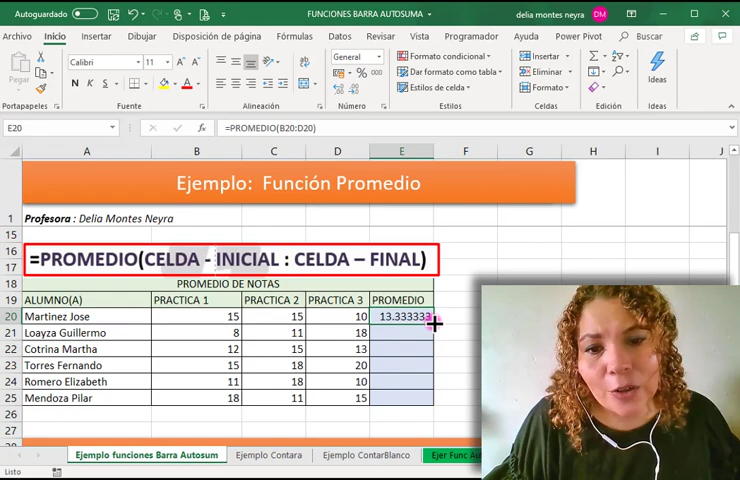 Autoguardado
FUNCIONES BARRA AUTOSUMA
delia montes neyra
DM
Archivo Inicio Insertar Dibujar Disposición de página Fórmulas Datos Revisar Vista Programador Ayuda Power Pivot Buscar
Pegar
Calibri 11
N K S
General
Formato condicional
Dar formato como tabla
Estilos de celda
Insertar
Eliminar
Formato
Ideas
Portapapeles Fuente Alineación Número Estilos Celdas Edición Ideas
E20 =PROMEDIO(B20:D20)
A B C D E F G H I J
Ejemplo: Función Promedio
1 Profesora : Delia Montes Neyra
15
16
=PROMEDIO(CELDA - INICIAL : CELDA – FINAL)
17
18 PROMEDIO DE NOTAS
19 ALUMNO(A) PRACTICA 1 PRACTICA 2 PRACTICA 3 PROMEDIO
20 Martinez Jose 15 15 10 13.333333
21 Loayza Guillermo 8 11 18
22 Cotrina Martha 12 15 13
23 Torres Fernando 15 18 20
24 Romero Elizabeth 11 18 10
25 Mendoza Pilar 18 11 15
26
27
28
Ejemplo funciones Barra Autosum Ejemplo Contara Ejemplo ContarBlanco Ejer Func
Listo